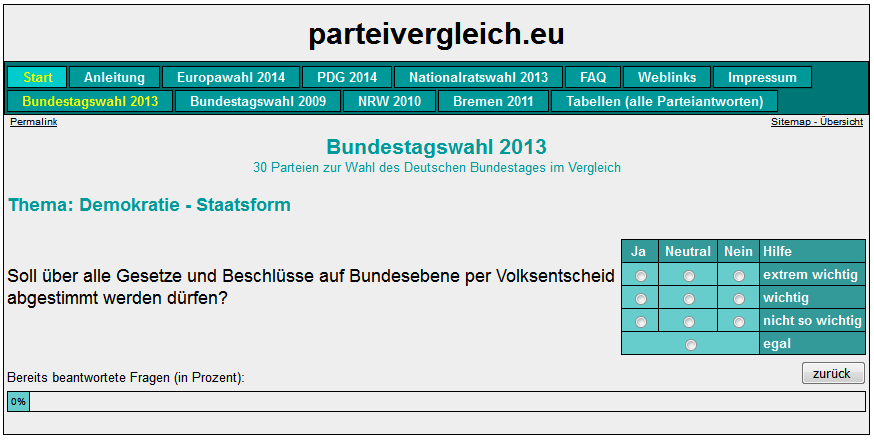 parteivergleich.eu
Start Anleitung Europawahl 2014 PDG 2014 Nationalratswahl 2013 FAQ Weblinks Impressum
Bundestagswahl 2013 Bundestagswahl 2009 NRW 2010 Bremen 2011 Tabellen (alle Parteiantworten)
Permalink Sitemap - Übersicht
Bundestagswahl 2013
30 Parteien zur Wahl des Deutschen Bundestages im Vergleich
Thema: Demokratie - Staatsform
Soll über alle Gesetze und Beschlüsse auf Bundesebene per Volksentscheid
abgestimmt werden dürfen?
Ja Neutral Nein Hilfe
extrem wichtig
wichtig
nicht so wichtig
egal
zurück
Bereits beantwortete Fragen (in Prozent):
0%